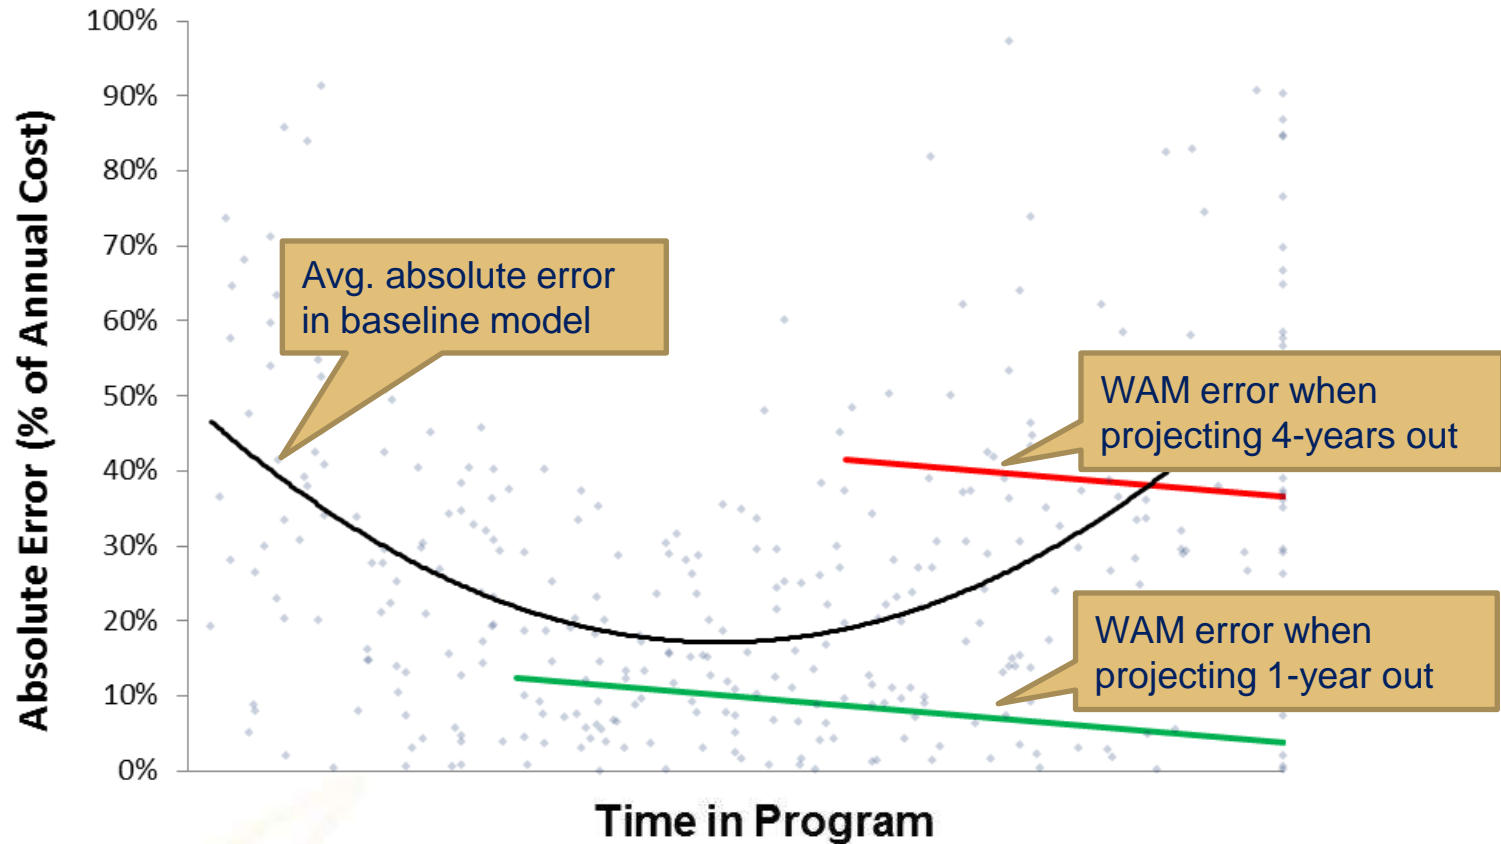 100%
90%
80%
70%
60%
50%
40%
30%
20%
10%
0%
Absolute Error (% of Annual Cost)
Avg. absolute error
in baseline model
WAM error when
projecting 4-years out
WAM error when
projecting 1-year out
Time in Program